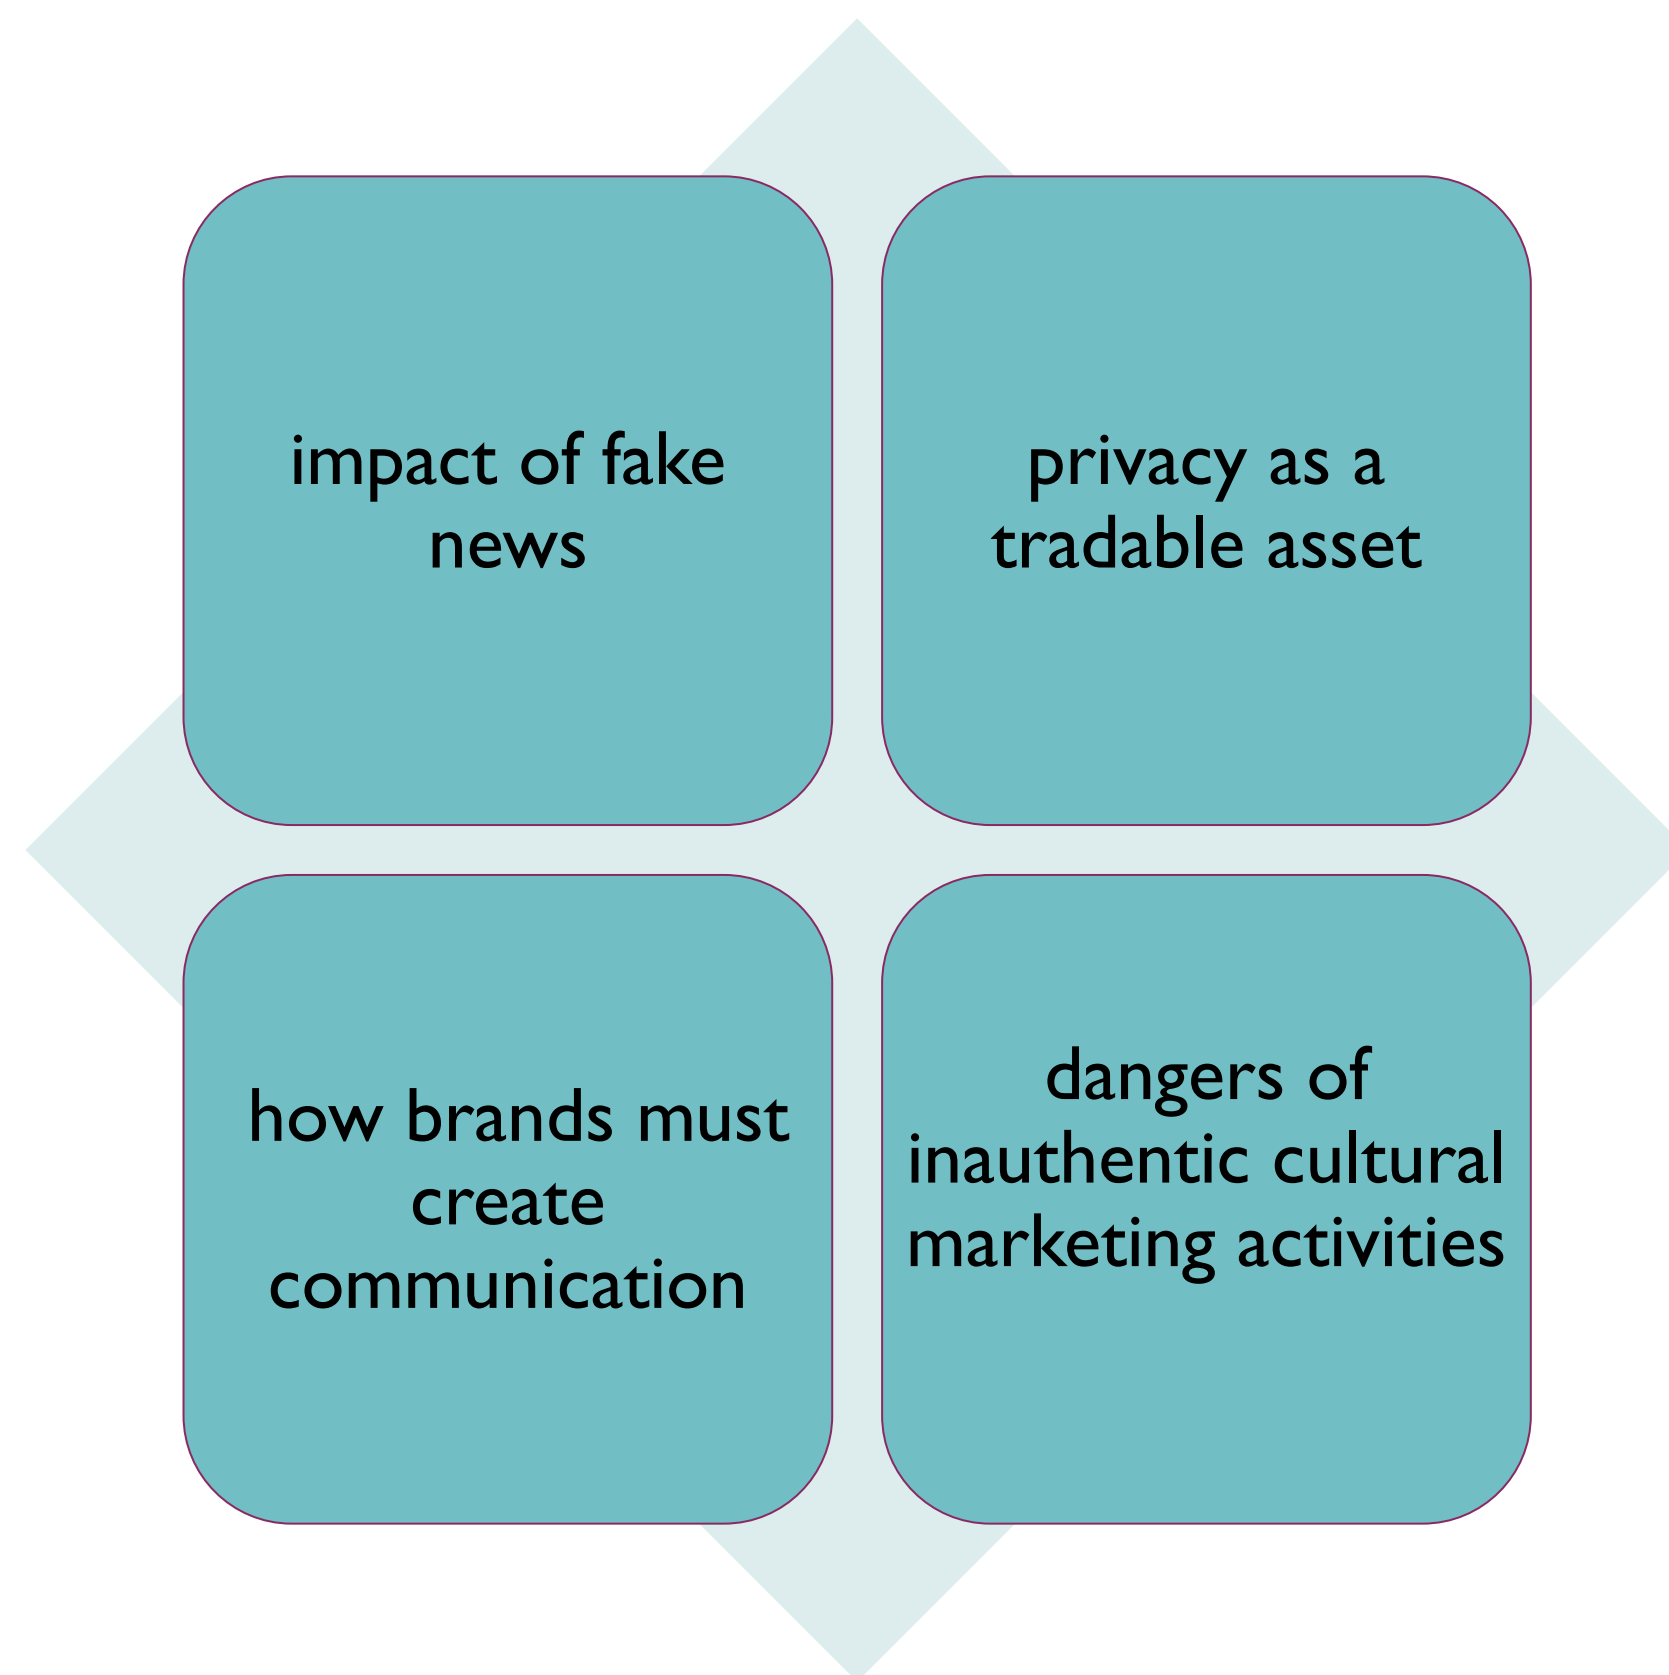 impact of fake
news
privacy as a
tradable asset
how brands must
create
communication
dangers of
inauthentic cultural
marketing activities